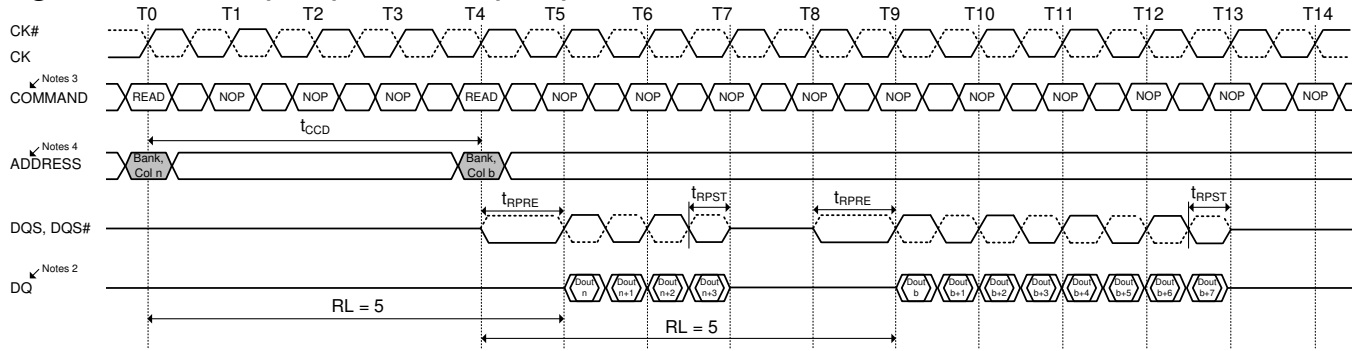 T0 T1 T2 T3 T4 T5 T6 T7 T8 T9 T10 T11 T12 T13 T14
CK#
CK
Notes 3
COMMAND READ NOP NOP NOP READ NOP NOP NOP NOP NOP NOP NOP NOP NOP NOP
tCCD
Notes 4
ADDRESS Bank, Col n Bank, Col b
tRPRE tRPST tRPRE tRPST
DQS, DQS#
Notes 2
DQ Dout n Dout n+1 Dout n+2 Dout n+3 Dout b Dout b+1 Dout b+2 Dout b+3 Dout b+4 Dout b+5 Dout b+6 Dout b+7
RL = 5
RL = 5